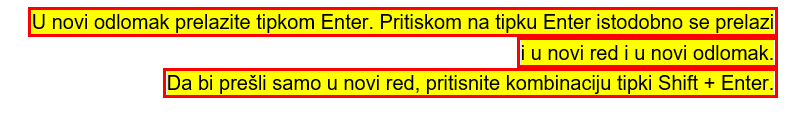 U novi odlomak prelazite tipkom Enter. Pritiskom na tipku Enter istodobno se prelazi
i u novi red i u novi odlomak.
Da bi prešli samo u novi red, pritisnite kombinaciju tipki Shift + Enter.